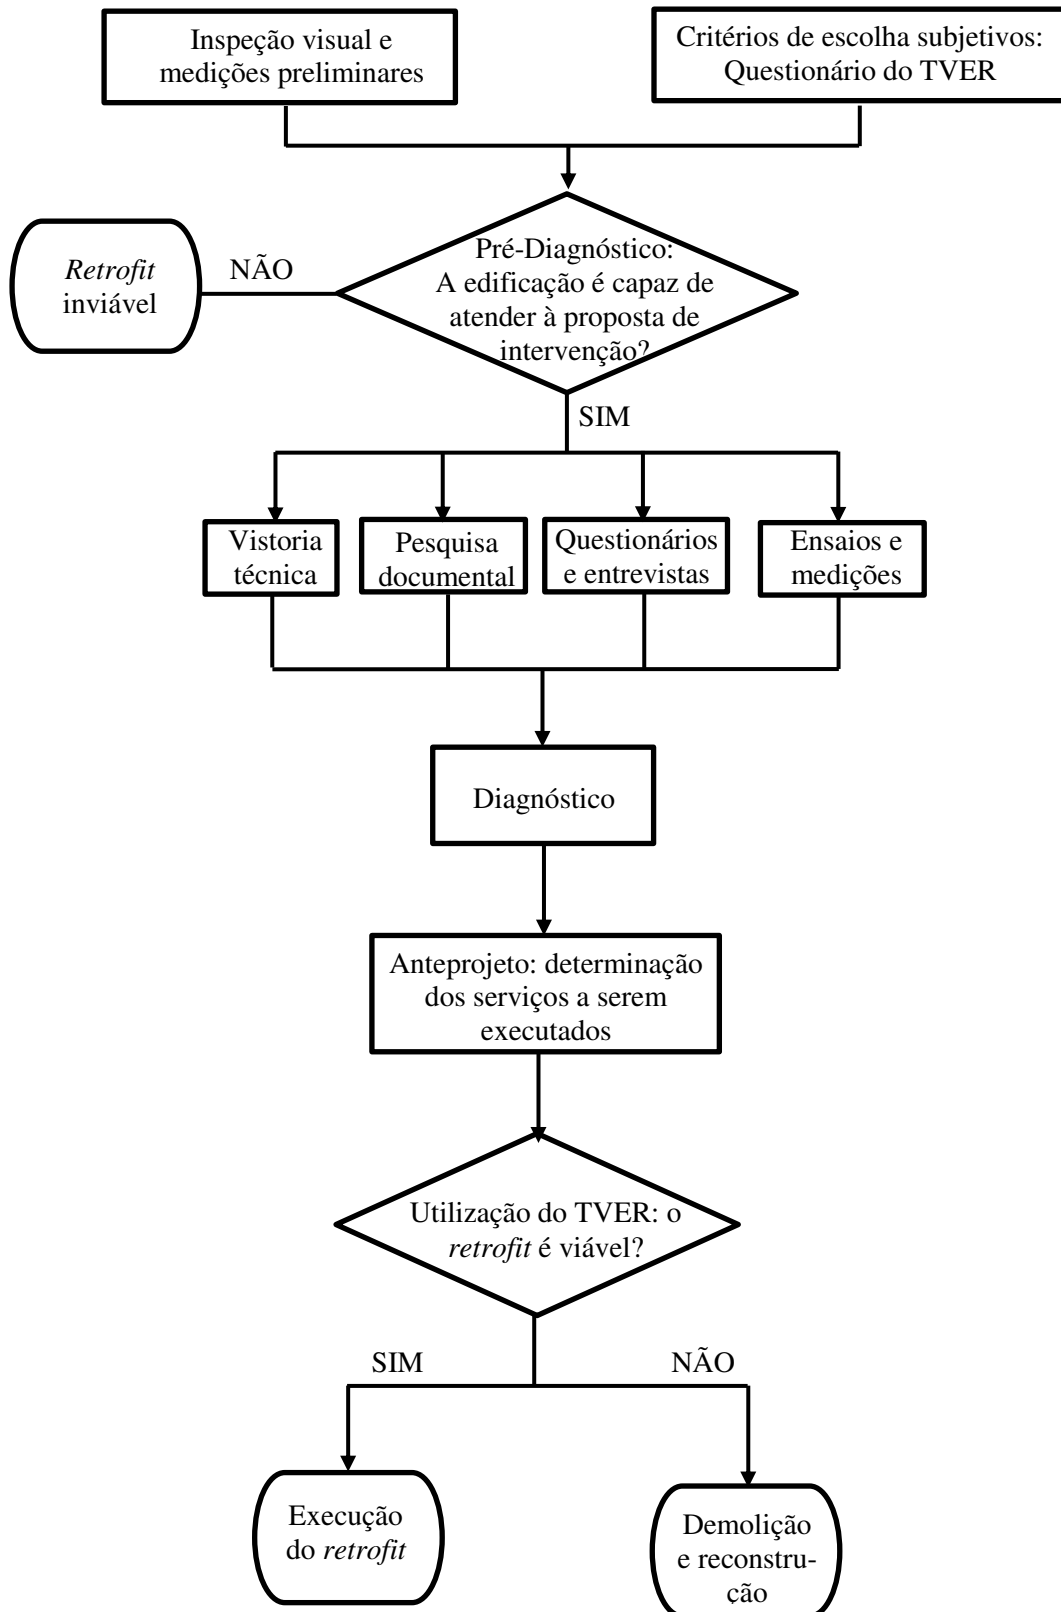 Inspeção visual e
medições preliminares
Critérios de escolha subjetivos:
Questionário do TVER
Pré-Diagnóstico:
A edificação é capaz de
atender à proposta de
intervenção?
NÃO
Retrofit
inviável
SIM
Vistoria
técnica
Pesquisa
documental
Questionários
e entrevistas
Ensaios e
medições
Diagnóstico
Anteprojeto: determinação
dos serviços a serem
executados
Utilização do TVER: o
retrofit é viável?
SIM
NÃO
Execução
do retrofit
Demolição
e reconstru-
ção